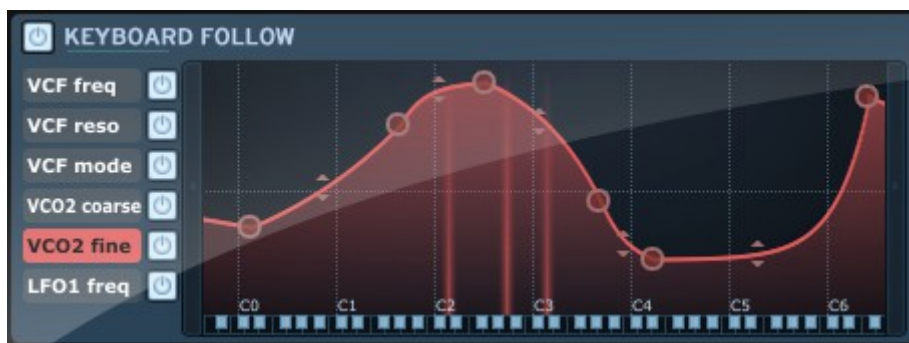 KEYBOARD FOLLOW
VCF freq
VCF reso
VCF mode
VCO2 coarse
VCO2 fine
LFO1 freq
C0 C1 C2 C3 C4 C5 C6